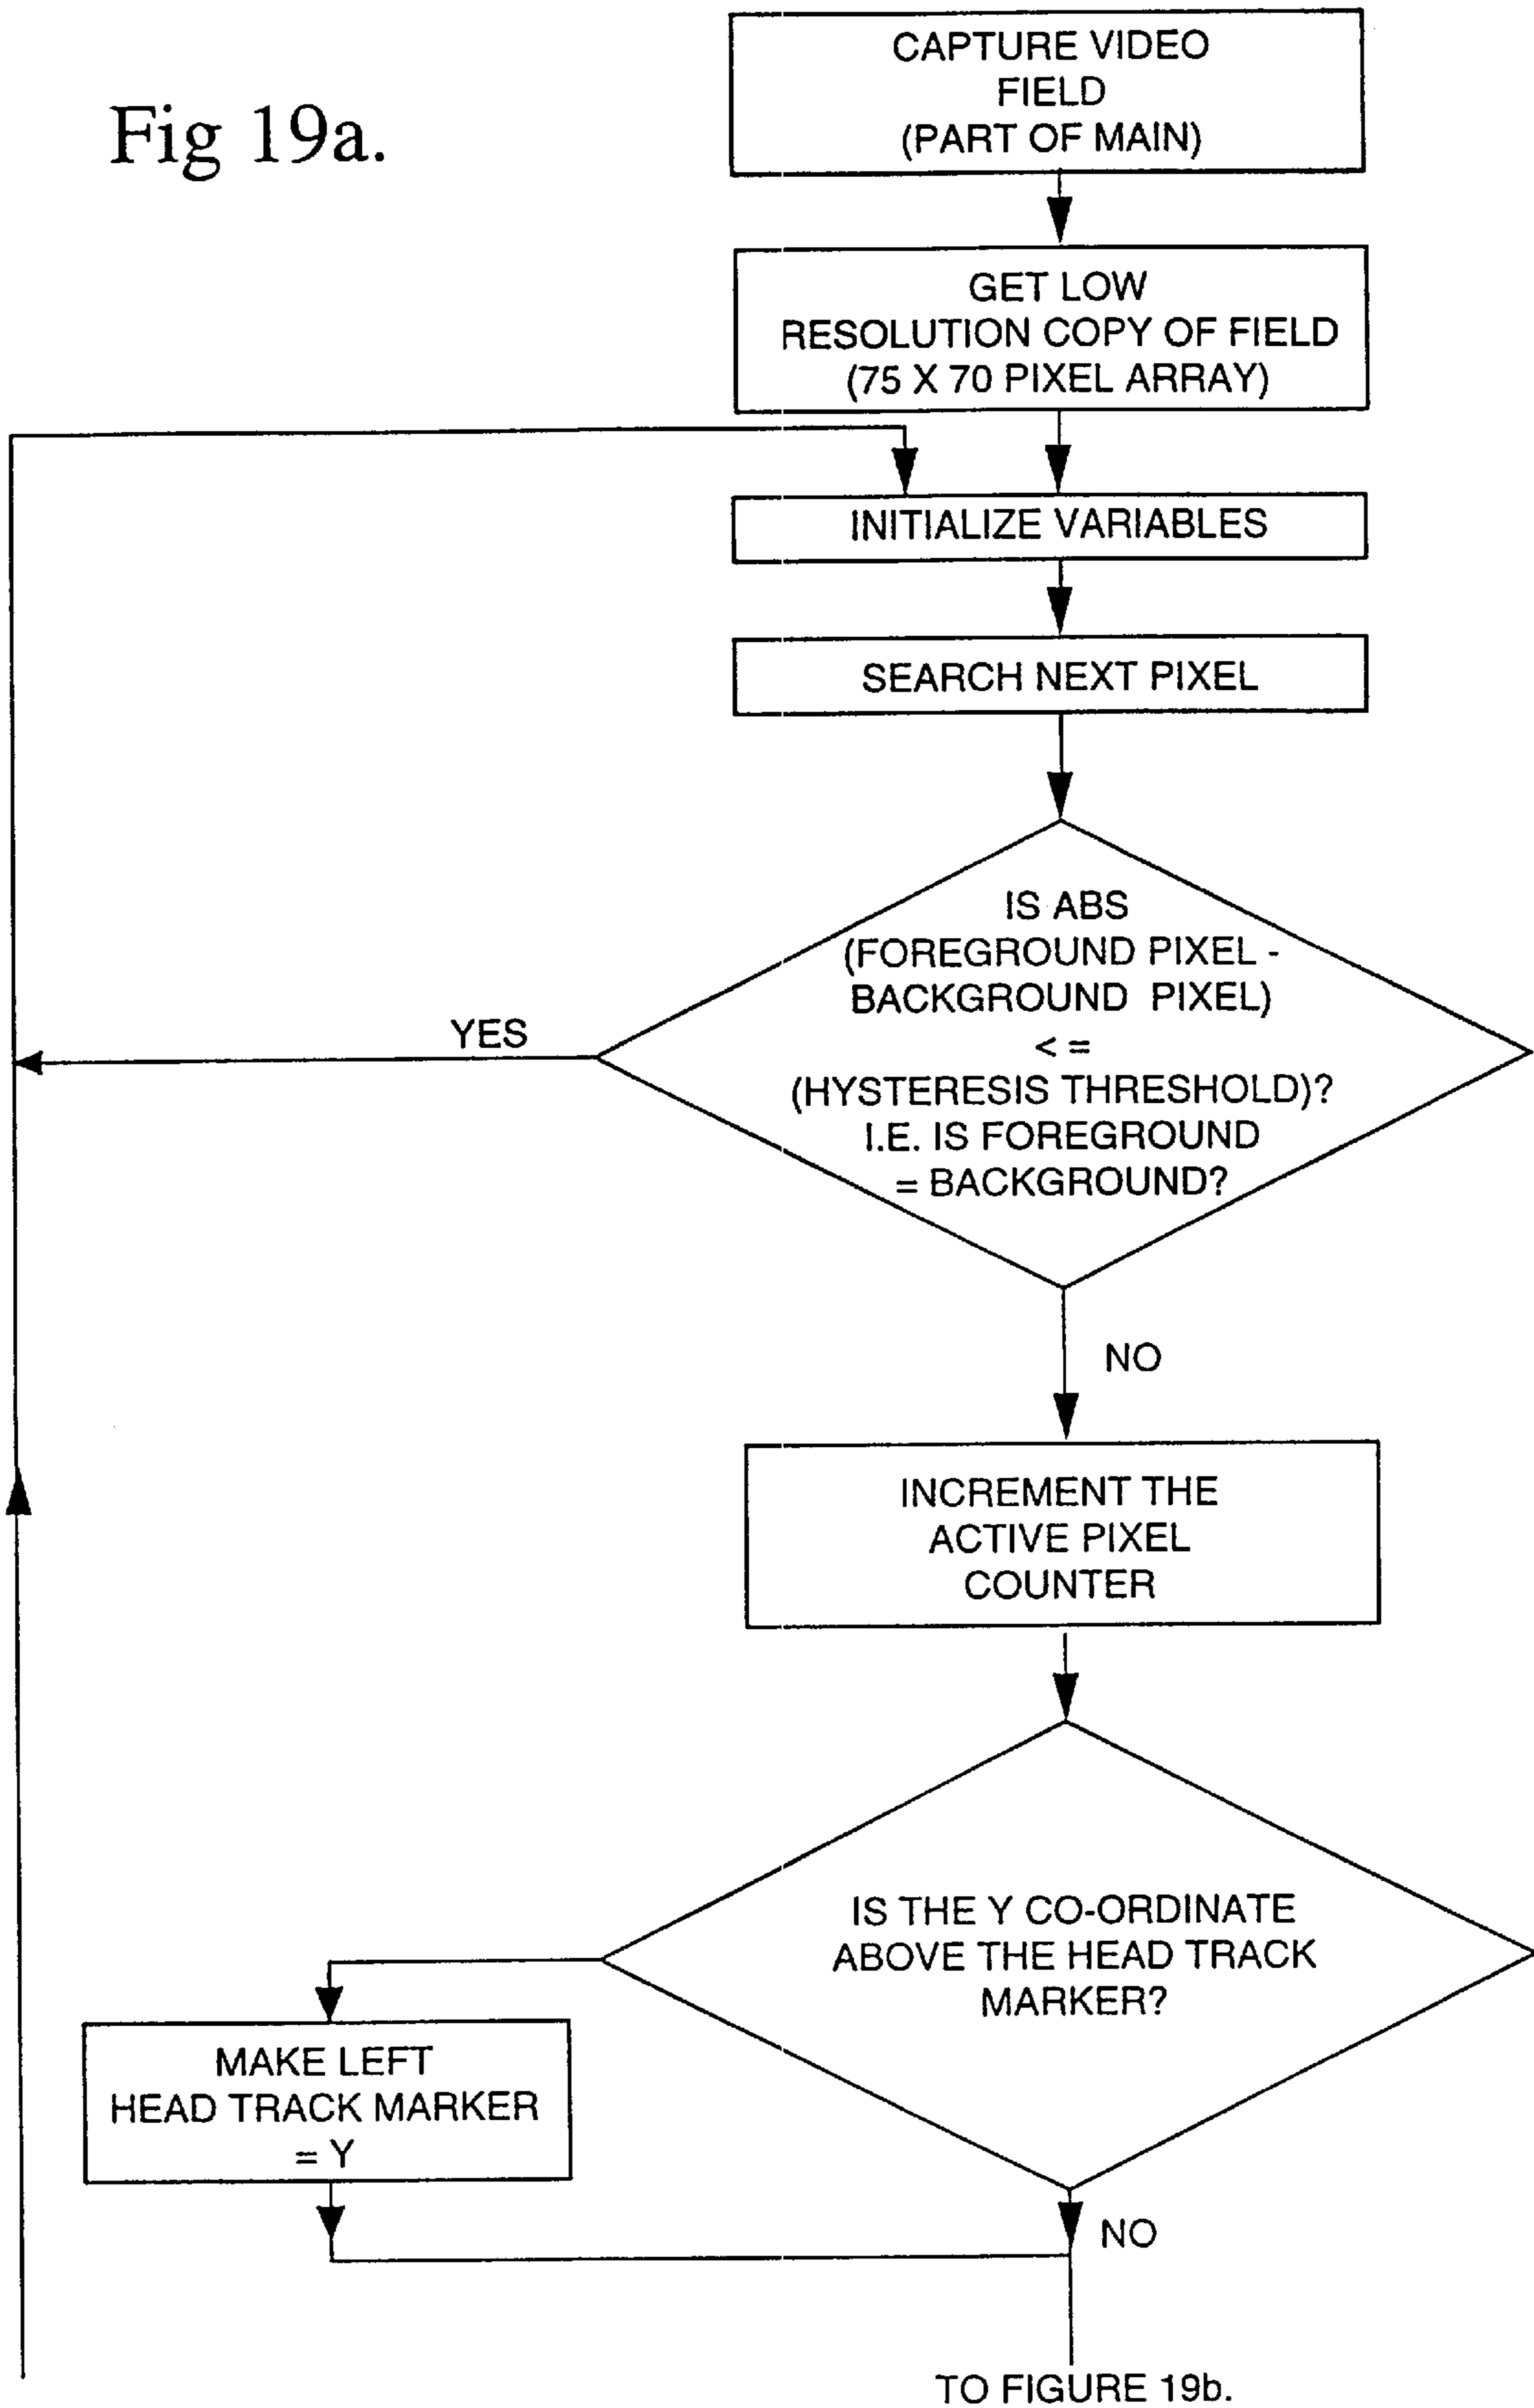 Fig 19a.
CAPTURE VIDEO
FIELD
(PART OF MAIN)
GET LOW
RESOLUTION COPY OF FIELD
(75 X 70 PIXEL ARRAY)
INITIALIZE VARIABLES
SEARCH NEXT PIXEL
IS ABS
(FOREGROUND PIXEL -
BACKGROUND PIXEL)
< =
(HYSTERESIS THRESHOLD)?
I.E. IS FOREGROUND
= BACKGROUND?
YES
NO
INCREMENT THE
ACTIVE PIXEL
COUNTER
IS THE Y CO-ORDINATE
ABOVE THE HEAD TRACK
MARKER?
MAKE LEFT
HEAD TRACK MARKER
= Y
NO
TO FIGURE 19b.